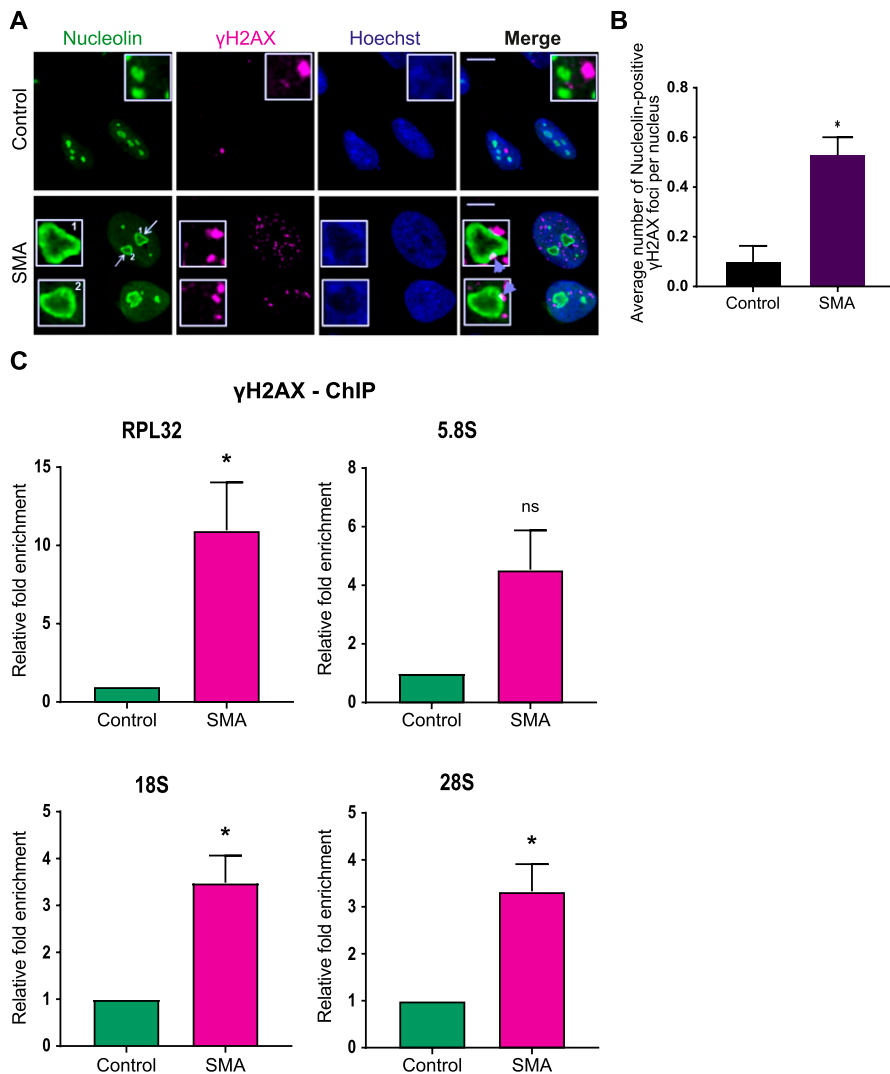 A
Nucleolin
γH2AX
Hoechst
Merge
Control
SMA
1
1
2
2
B
Average number of Nucleolin-positive
γH2AX foci per nucleus
0.8
0.6
0.4
0.2
0.0
*
Control
SMA
C
γH2AX - ChIP
RPL32
Relative fold enrichment
15
10
5
0
*
Control
SMA
5.8S
Relative fold enrichment
8
6
4
2
0
ns
Control
SMA
18S
Relative fold enrichment
5
4
3
2
1
0
*
Control
SMA
28S
Relative fold enrichment
5
4
3
2
1
0
*
Control
SMA